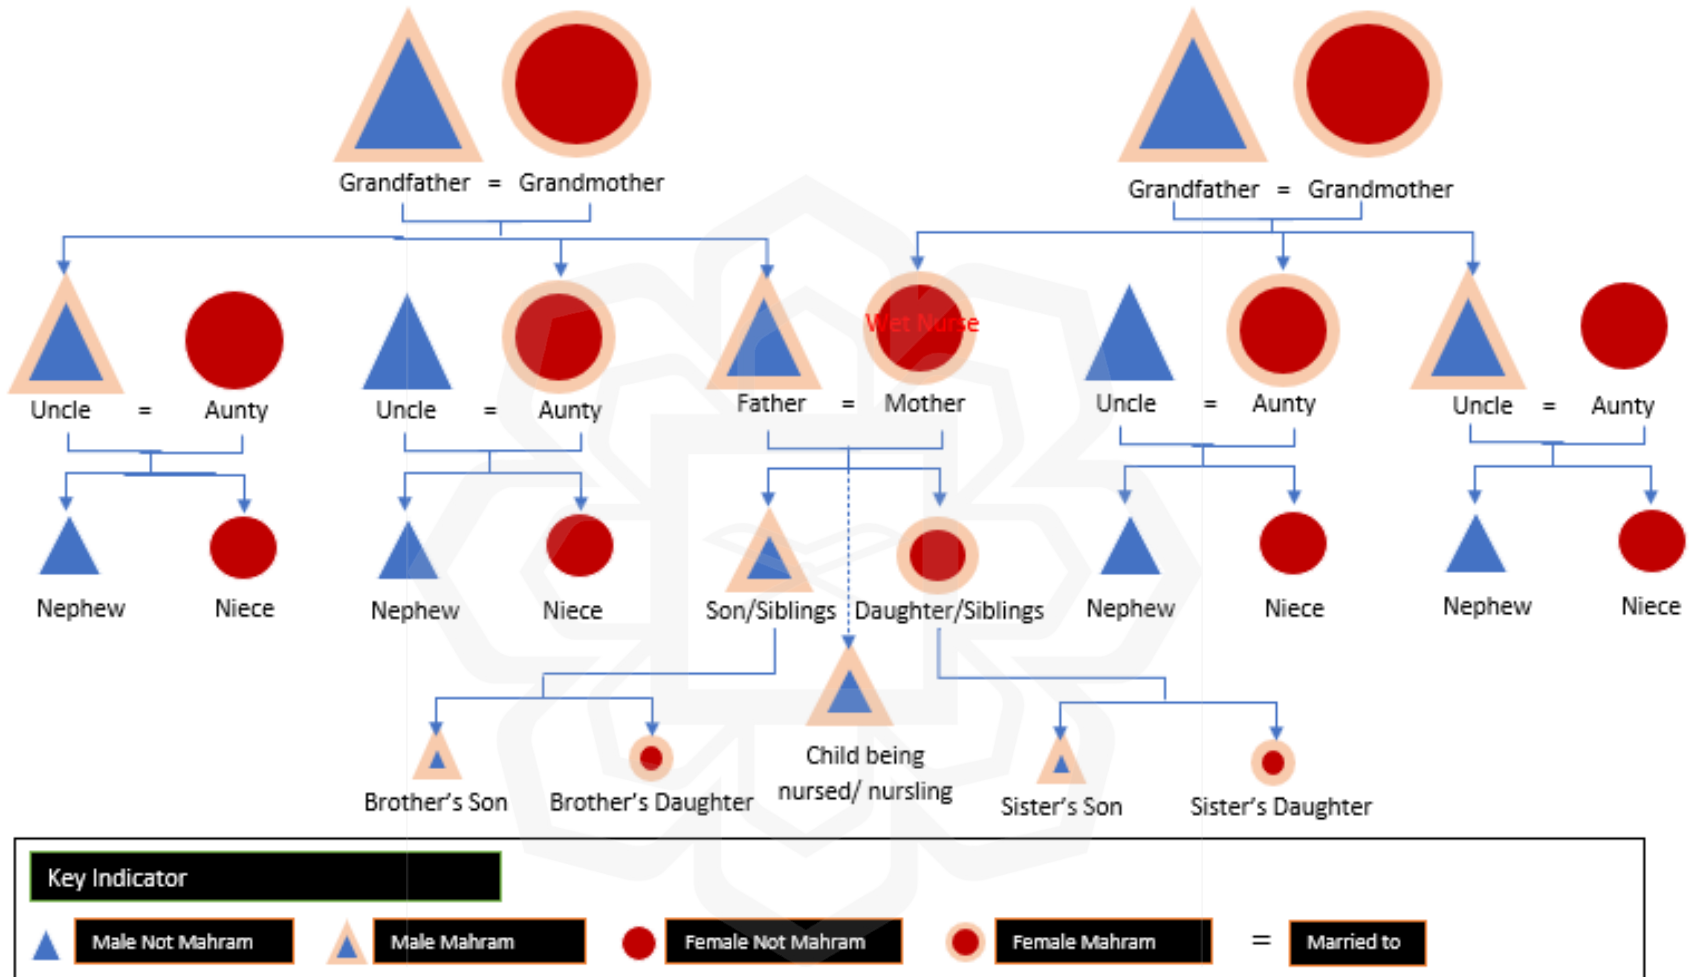 Grandfather = Grandmother
Grandfather = Grandmother
Wet Nurse
Uncle = Aunty
Uncle = Aunty
Father = Mother
Uncle = Aunty
Uncle = Aunty
Nephew Niece
Nephew Niece
Son/Siblings Daughter/Siblings
Nephew Niece
Nephew Niece
Brother's Son
Brother's Daughter
Child being
nursed/ nursling
Sister's Son
Sister's Daughter
Key Indicator
Male Not Mahram
Male Mahram
Female Not Mahram
Female Mahram
= Married to